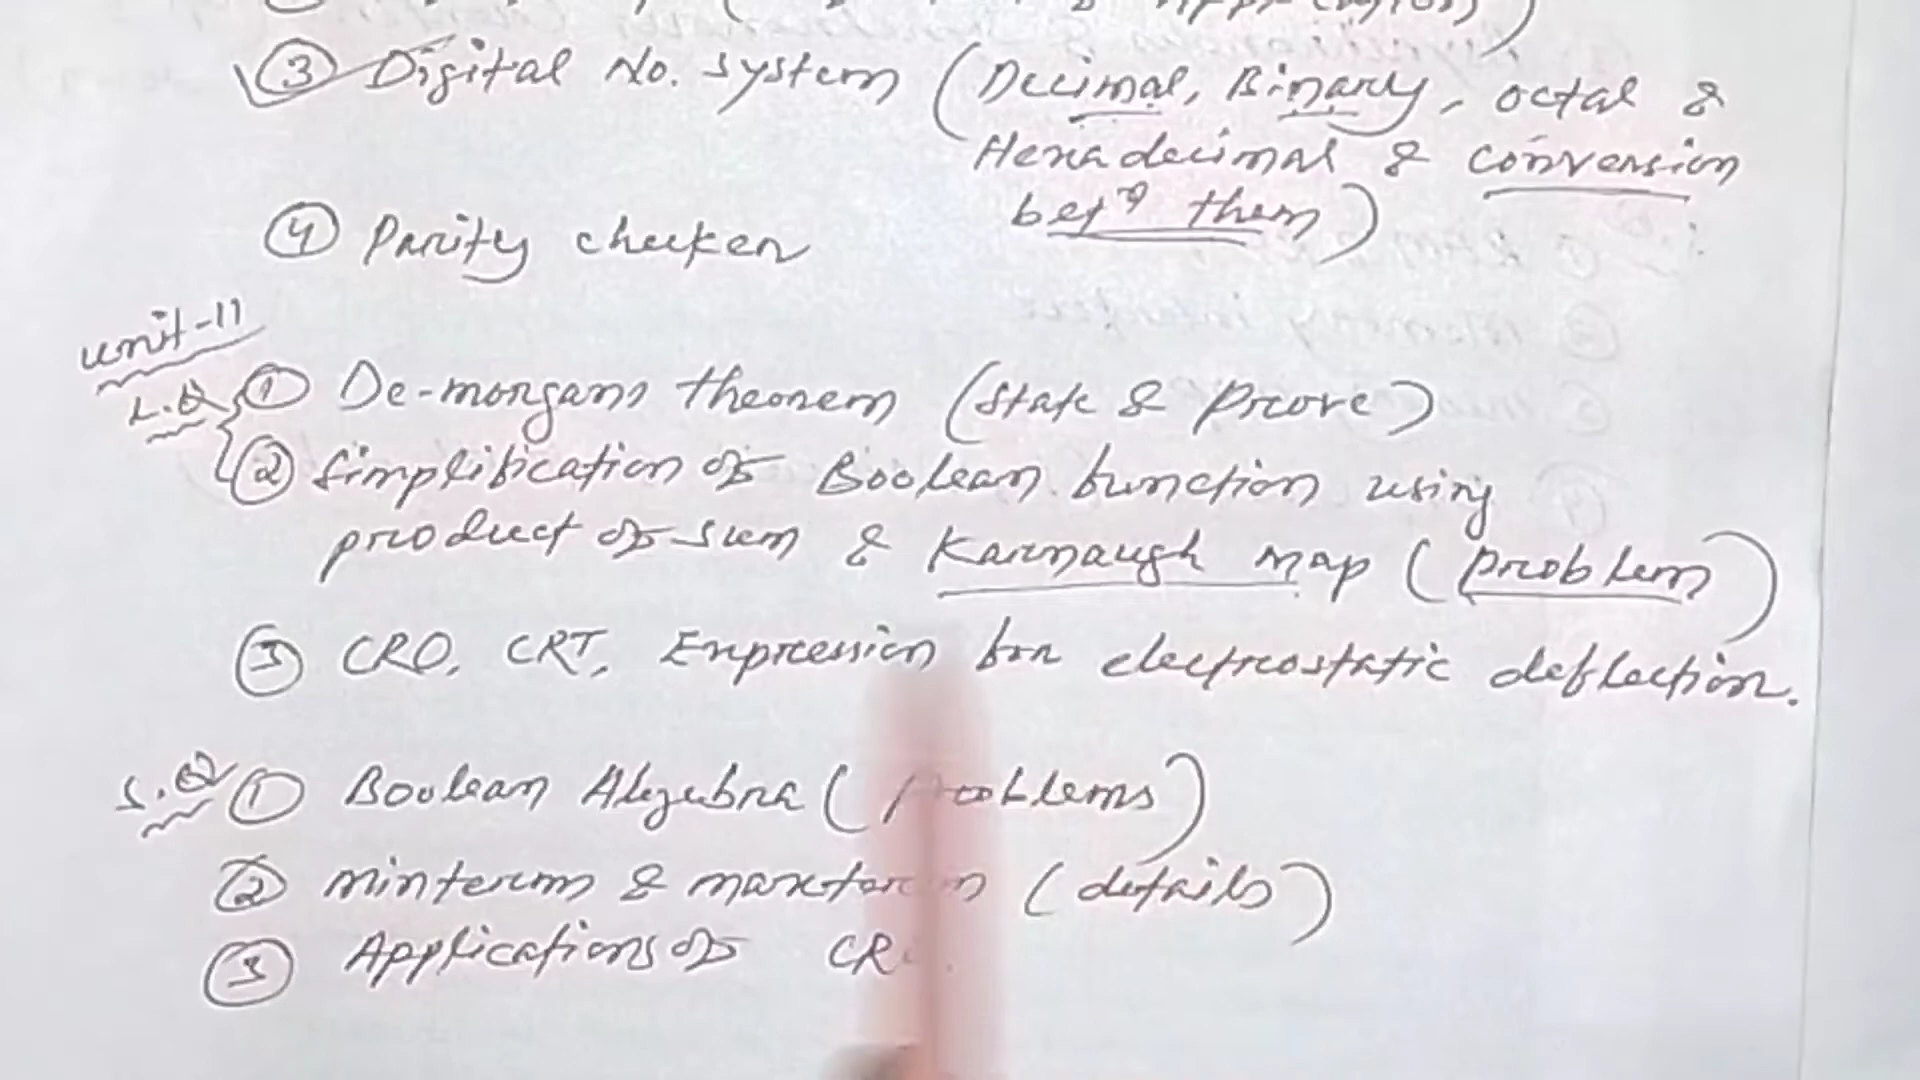 ③ Digital No. system (Decimal, Binary, octal &
Hexadecimal & conversion
betⁿ them)
④ Parity checker
unit-11
L.Q ① De-morgans theorem (State & Prove)
② Simplification of Boolean function using
product of sum & Karnaugh map (problem)
③ CRO, CRT, Expression for electrostatic deflection.
S.Q ① Boolean Algebra (problems)
② minterm & maxterm (details)
③ Applications of